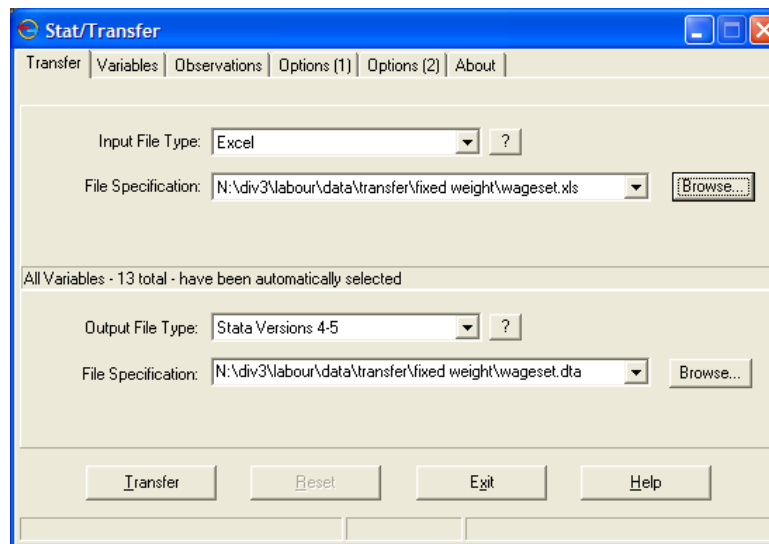 Stat/Transfer
Transfer Variables Observations Options (1) Options (2) About
Input File Type: Excel ?
File Specification: N:\div3\labour\data\transfer\fixed weight\wageset.xls Browse...
All Variables - 13 total - have been automatically selected
Output File Type: Stata Versions 4-5 ?
File Specification: N:\div3\labour\data\transfer\fixed weight\wageset.dta Browse...
Transfer Reset Exit Help